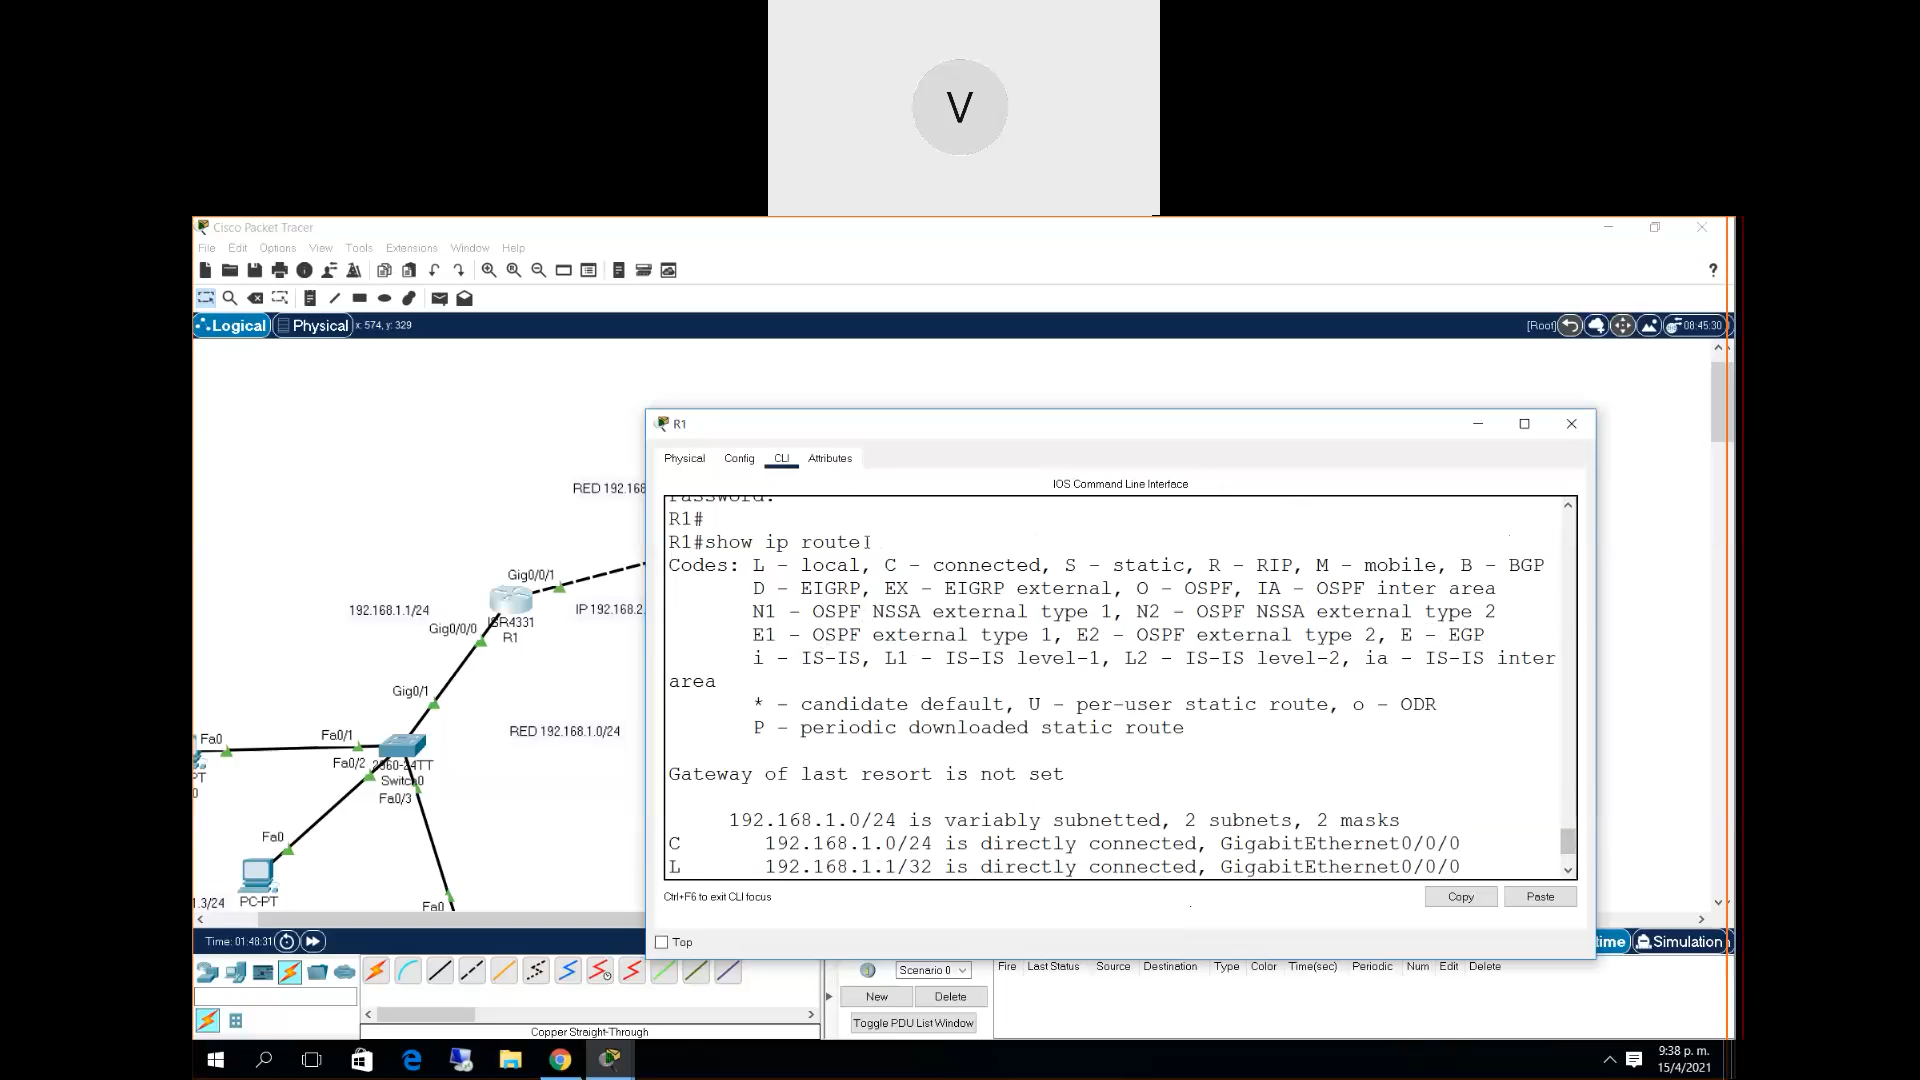 V
Cisco Packet Tracer
File Edit Options View Tools Extensions Window Help
?
Logical Physical x: 574, y: 329
[Root] 08:45:30
R1
Physical Config CLI Attributes
IOS Command Line Interface
Password:
R1#
R1#show ip route
Codes: L - local, C - connected, S - static, R - RIP, M - mobile, B - BGP
D - EIGRP, EX - EIGRP external, O - OSPF, IA - OSPF inter area
N1 - OSPF NSSA external type 1, N2 - OSPF NSSA external type 2
E1 - OSPF external type 1, E2 - OSPF external type 2, E - EGP
i - IS-IS, L1 - IS-IS level-1, L2 - IS-IS level-2, ia - IS-IS inter
area
* - candidate default, U - per-user static route, o - ODR
P - periodic downloaded static route
Gateway of last resort is not set
192.168.1.0/24 is variably subnetted, 2 subnets, 2 masks
C 192.168.1.0/24 is directly connected, GigabitEthernet0/0/0
L 192.168.1.1/32 is directly connected, GigabitEthernet0/0/0
Ctrl+F6 to exit CLI focus
Copy Paste
Top
RED 192.168
Gig0/0/1
192.168.1.1/24
IP 192.168.2.
Gig0/0/0
ISR4331
R1
Gig0/1
RED 192.168.1.0/24
Fa0
Fa0/1
Fa0/2
2960-24TT
Switch0
Fa0/3
PT
0
Fa0
PC-PT
1.3/24
Fa0
Time: 01:48:31
time Simulation
Scenario 0
New Delete
Toggle PDU List Window
Fire Last Status Source Destination Type Color Time(sec) Periodic Num Edit Delete
Copper Straight-Through
9:38 p. m.
15/4/2021